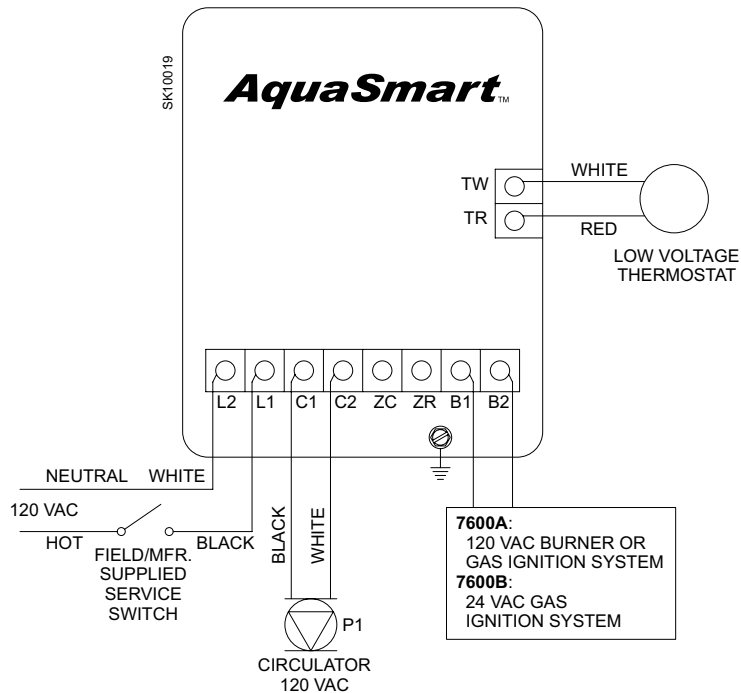 SK10019
AquaSmart™
TW
TR
WHITE
RED
LOW VOLTAGE
THERMOSTAT
L2 L1 C1 C2 ZC ZR B1 B2
NEUTRAL WHITE
120 VAC
HOT
BLACK
FIELD/MFR.
SUPPLIED
SERVICE
SWITCH
BLACK
WHITE
P1
CIRCULATOR
120 VAC
7600A:
120 VAC BURNER OR
GAS IGNITION SYSTEM
7600B:
24 VAC GAS
IGNITION SYSTEM